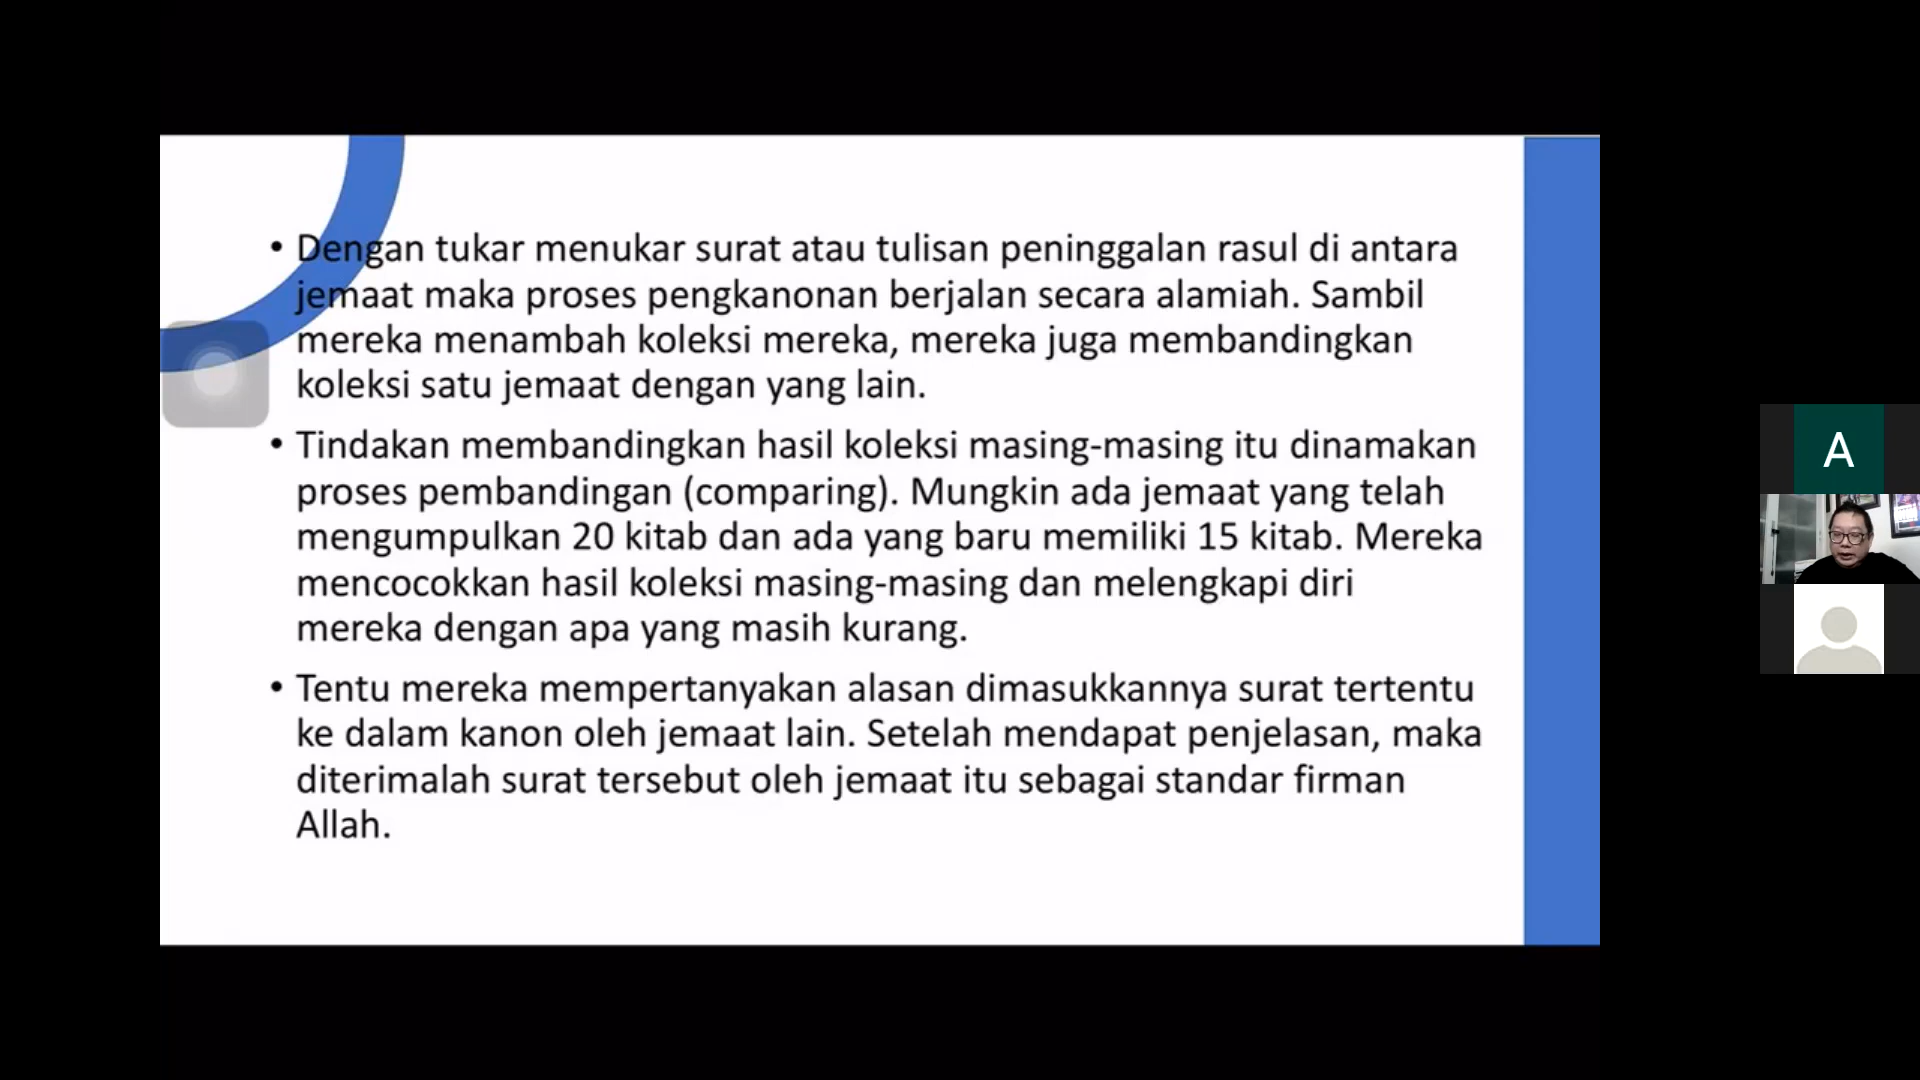 • Dengan tukar menukar surat atau tulisan peninggalan rasul di antara
jemaat maka proses pengkanonan berjalan secara alamiah. Sambil
mereka menambah koleksi mereka, mereka juga membandingkan
koleksi satu jemaat dengan yang lain.
• Tindakan membandingkan hasil koleksi masing-masing itu dinamakan
proses pembandingan (comparing). Mungkin ada jemaat yang telah
mengumpulkan 20 kitab dan ada yang baru memiliki 15 kitab. Mereka
mencocokkan hasil koleksi masing-masing dan melengkapi diri
mereka dengan apa yang masih kurang.
• Tentu mereka mempertanyakan alasan dimasukkannya surat tertentu
ke dalam kanon oleh jemaat lain. Setelah mendapat penjelasan, maka
diterimalah surat tersebut oleh jemaat itu sebagai standar firman
Allah.
A